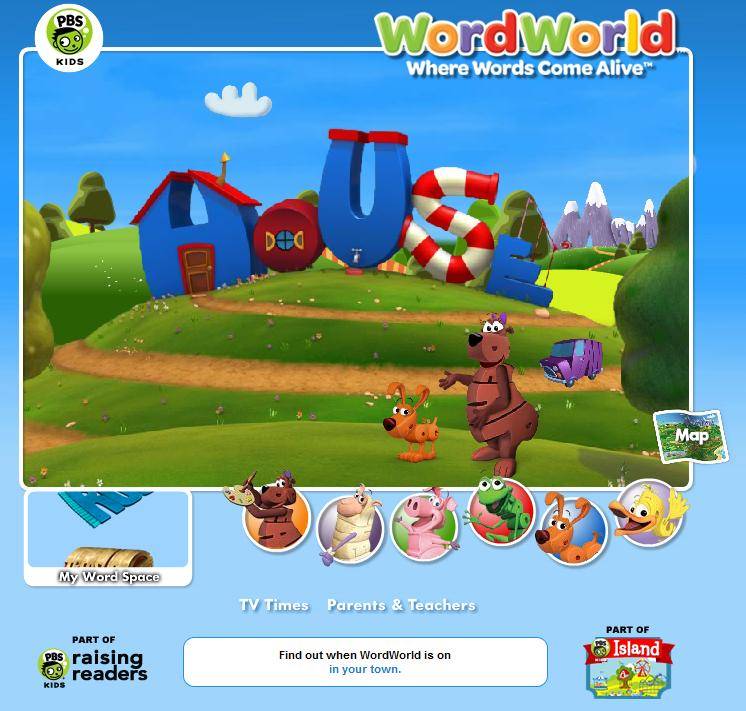 PBS
KIDS
WordWorld
Where Words Come Alive™
HOUSE
Map
My Word Space
TV Times Parents & Teachers
PART OF
PBS
KIDS
raising
readers
Find out when WordWorld is on
in your town.
PART OF
PBS
KIDS
Island